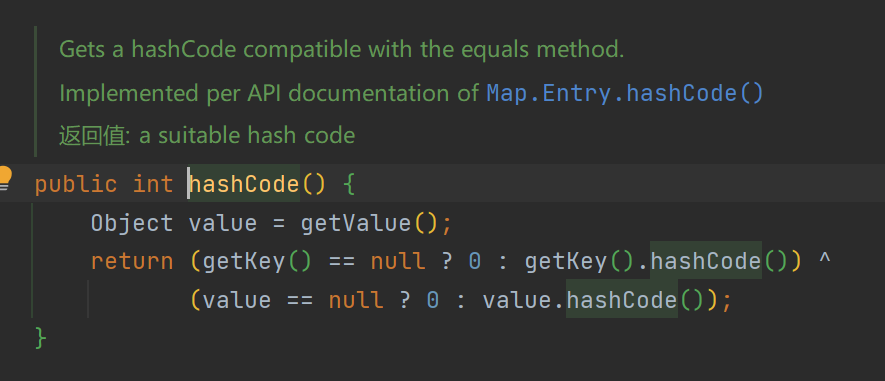 Gets a hashCode compatible with the equals method.
Implemented per API documentation of Map.Entry.hashCode()
返回值: a suitable hash code
public int hashCode() {
    Object value = getValue();
    return (getKey() == null ? 0 : getKey().hashCode()) ^
           (value == null ? 0 : value.hashCode());
}